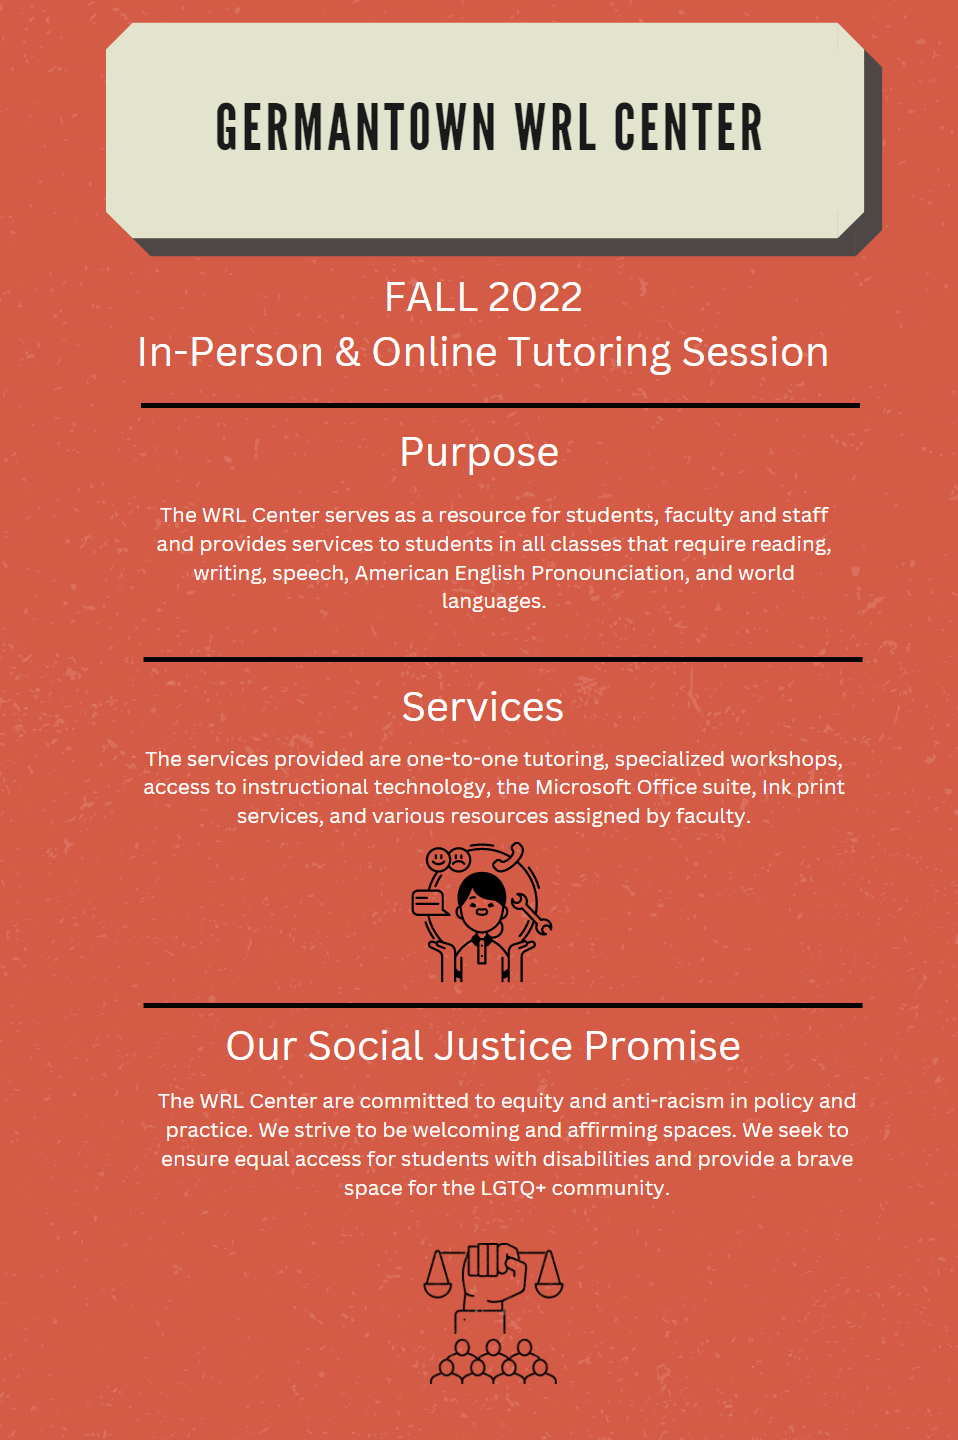 GERMANTOWN WRL CENTER
FALL 2022
In-Person & Online Tutoring Session
Purpose
The WRL Center serves as a resource for students, faculty and staff
and provides services to students in all classes that require reading,
writing, speech, American English Pronounciation, and world
languages.
Services
The services provided are one-to-one tutoring, specialized workshops,
access to instructional technology, the Microsoft Office suite, Ink print
services, and various resources assigned by faculty.
Our Social Justice Promise
The WRL Center are committed to equity and anti-racism in policy and
practice. We strive to be welcoming and affirming spaces. We seek to
ensure equal access for students with disabilities and provide a brave
space for the LGTQ+ community.